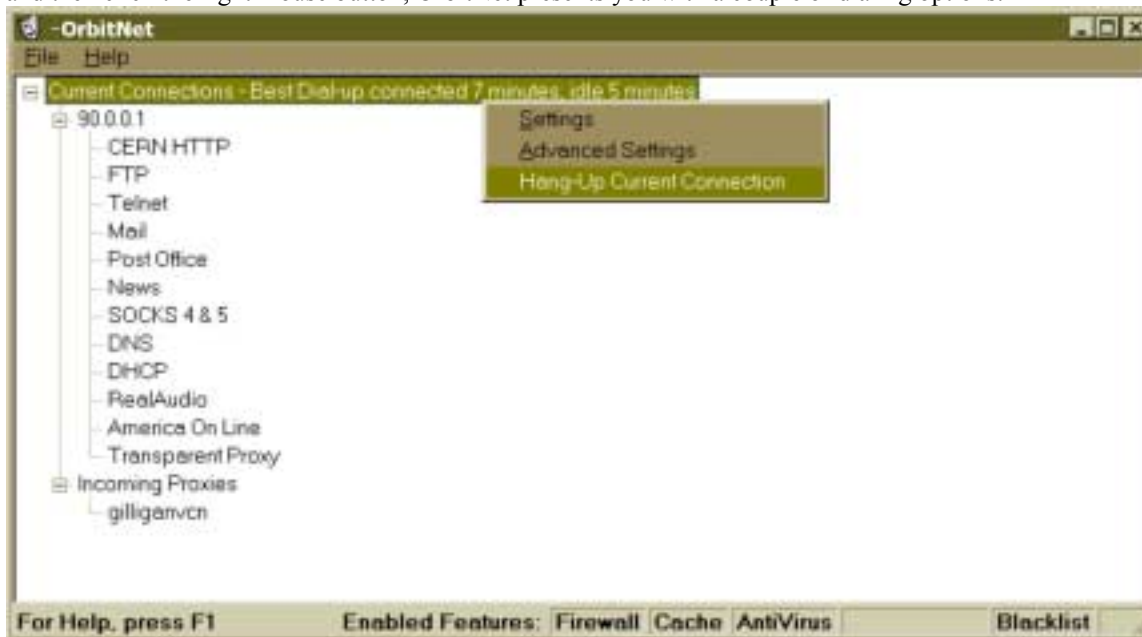 -OrbitNet
File Help
Current Connections - Best Dial-up connected 7 minutes, idle 5 minutes
90.0.0.1
Settings
CERN HTTP
Advanced Settings
FTP
Hang-Up Current Connection
Telnet
Mail
Post Office
News
SOCKS 4 & 5
DNS
DHCP
RealAudio
America On Line
Transparent Proxy
Incoming Proxies
gilliganvcn
For Help, press F1 Enabled Features: Firewall Cache AntiVirus Blacklist